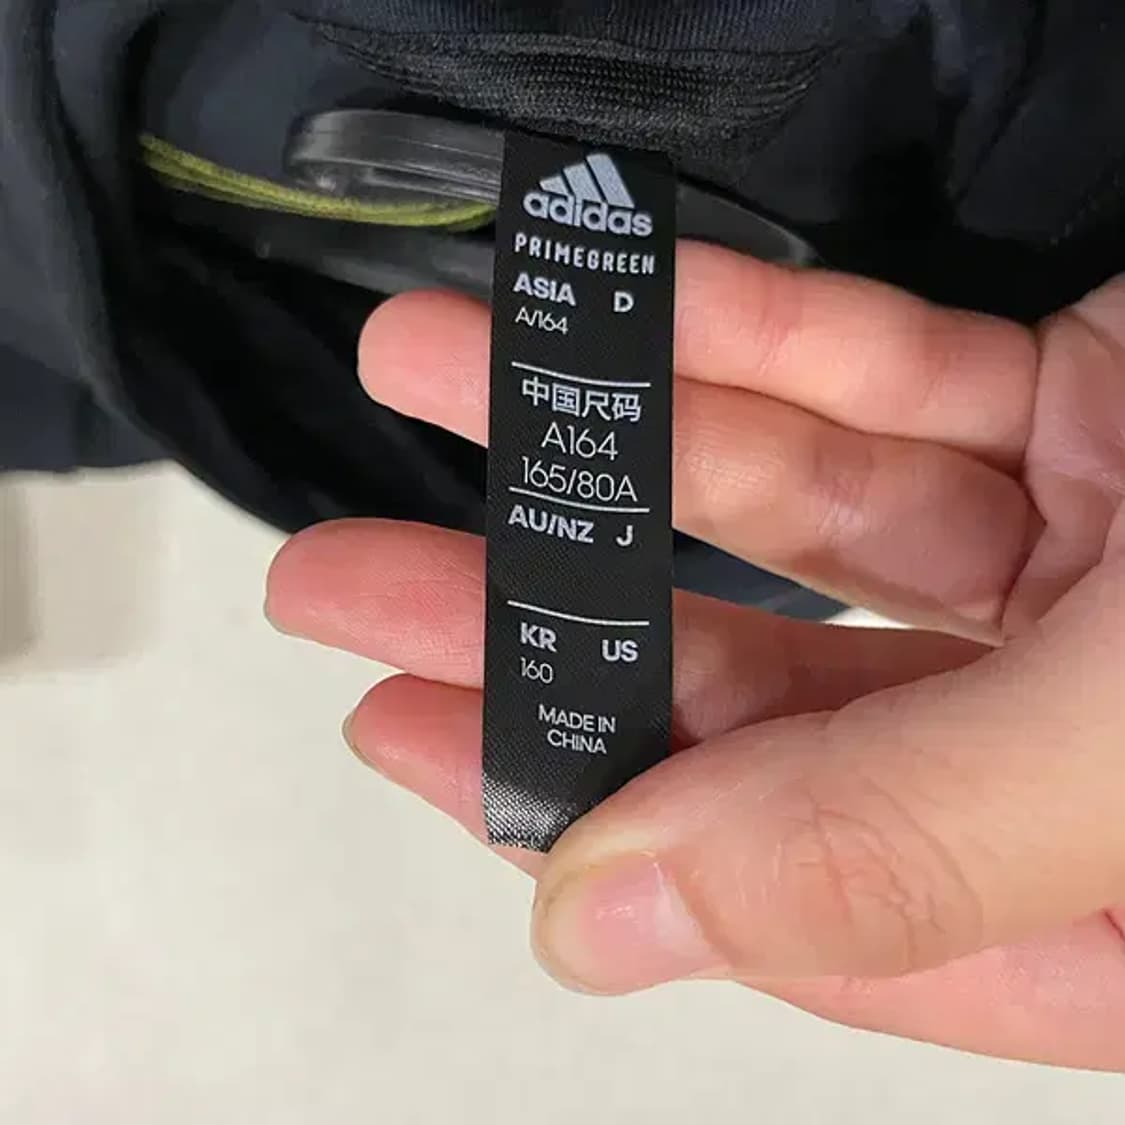 adidas
PRIMEGREEN
ASIA D
A/164
中国尺码
A164
165/80A
AU/NZ J
KR US
160
MADE IN
CHINA